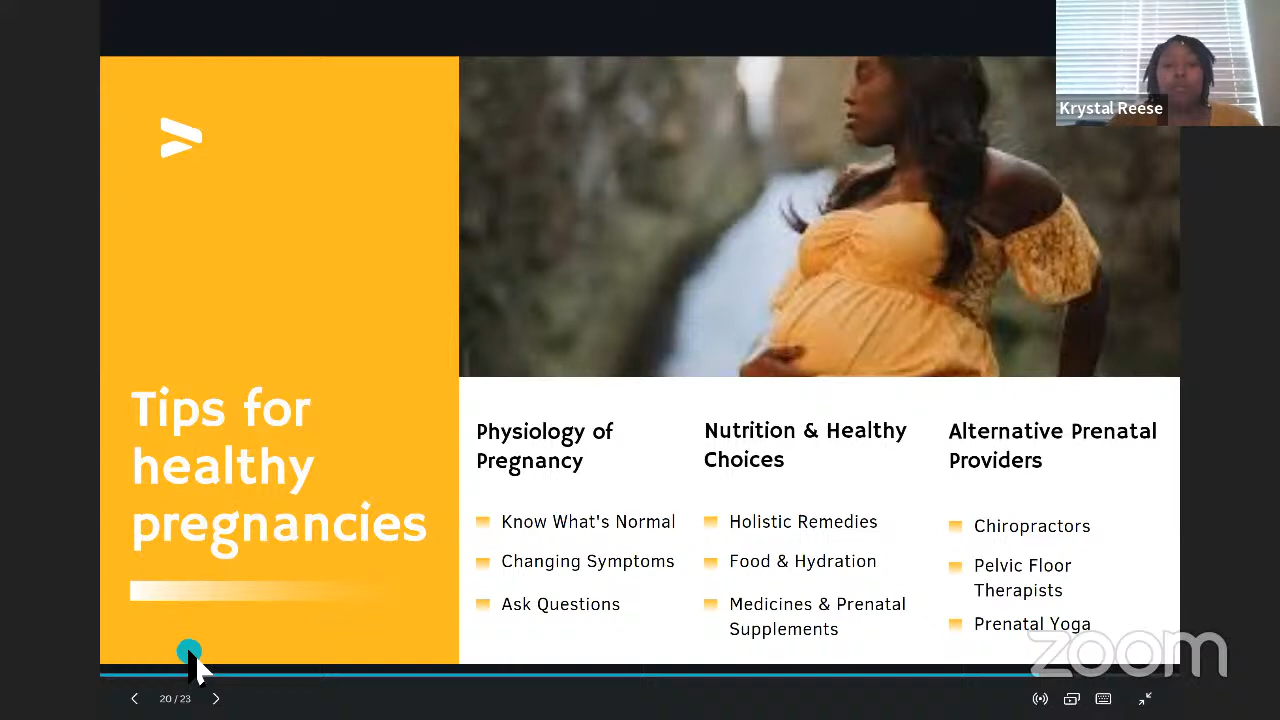 Krystal Reese
Tips for
healthy
pregnancies
Physiology of
Pregnancy
Know What's Normal
Changing Symptoms
Ask Questions
Nutrition & Healthy
Choices
Holistic Remedies
Food & Hydration
Medicines & Prenatal
Supplements
Alternative Prenatal
Providers
Chiropractors
Pelvic Floor
Therapists
Prenatal Yoga
zoom
20 / 23